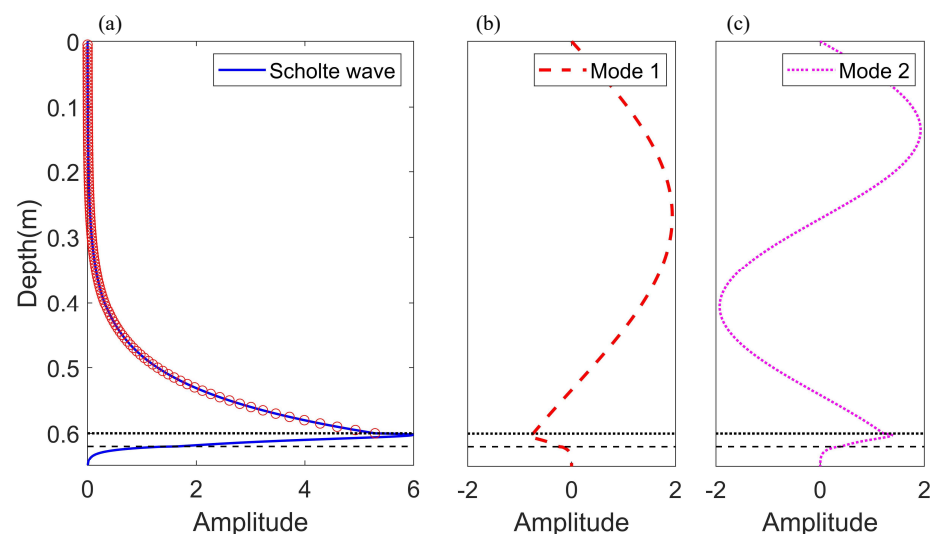 (a) (b) (c)
Scholte wave
Mode 1
Mode 2
0
0.1
0.2
0.3
0.4
0.5
0.6
Depth(m)
0 2 4 6
-2 0 2
-2 0 2
Amplitude Amplitude Amplitude